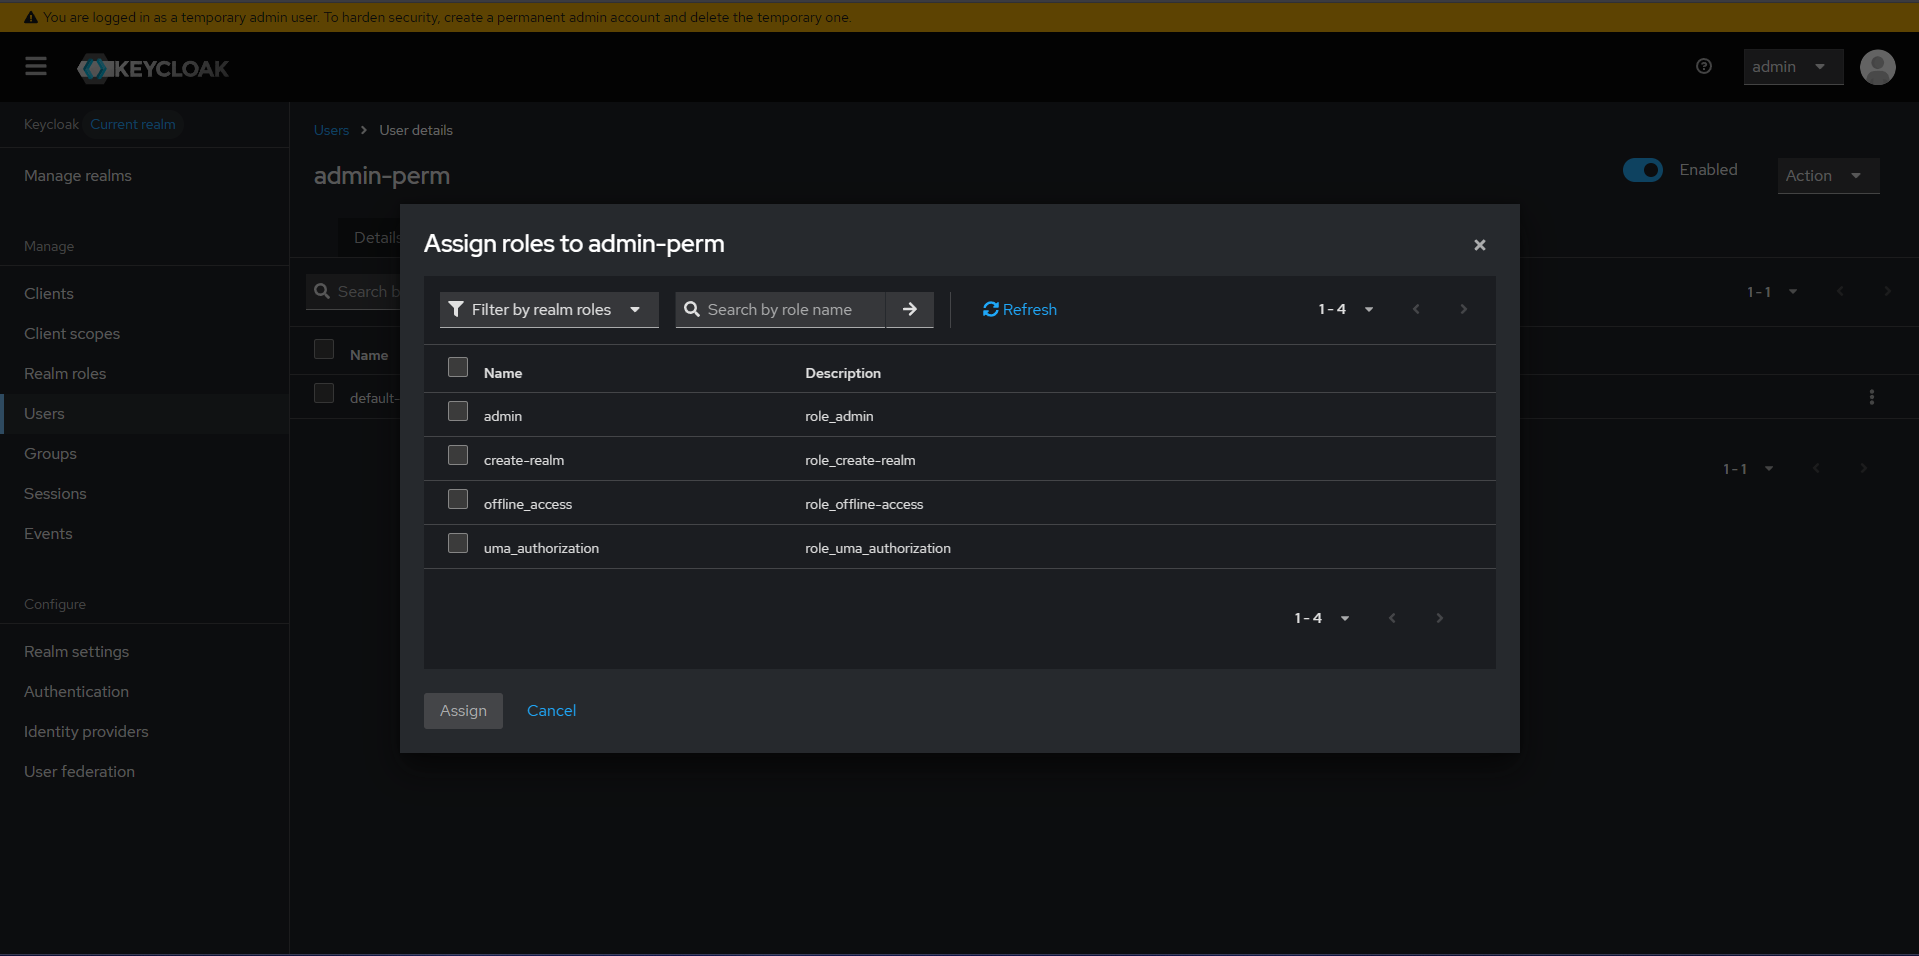 You are logged in as a temporary admin user. To harden security, create a permanent admin account and delete the temporary one.
KEYCLOAK
admin
Keycloak Current realm
Manage realms
Manage
Clients
Client scopes
Realm roles
Users
Groups
Sessions
Events
Configure
Realm settings
Authentication
Identity providers
User federation
Users User details
admin-perm
Enabled
Action
Details
Search b
1 - 1
Name
default-
1 - 1
Assign roles to admin-perm
Filter by realm roles
Search by role name
Refresh
1 - 4
Name Description
admin role_admin
create-realm role_create-realm
offline_access role_offline-access
uma_authorization role_uma_authorization
1 - 4
Assign
Cancel